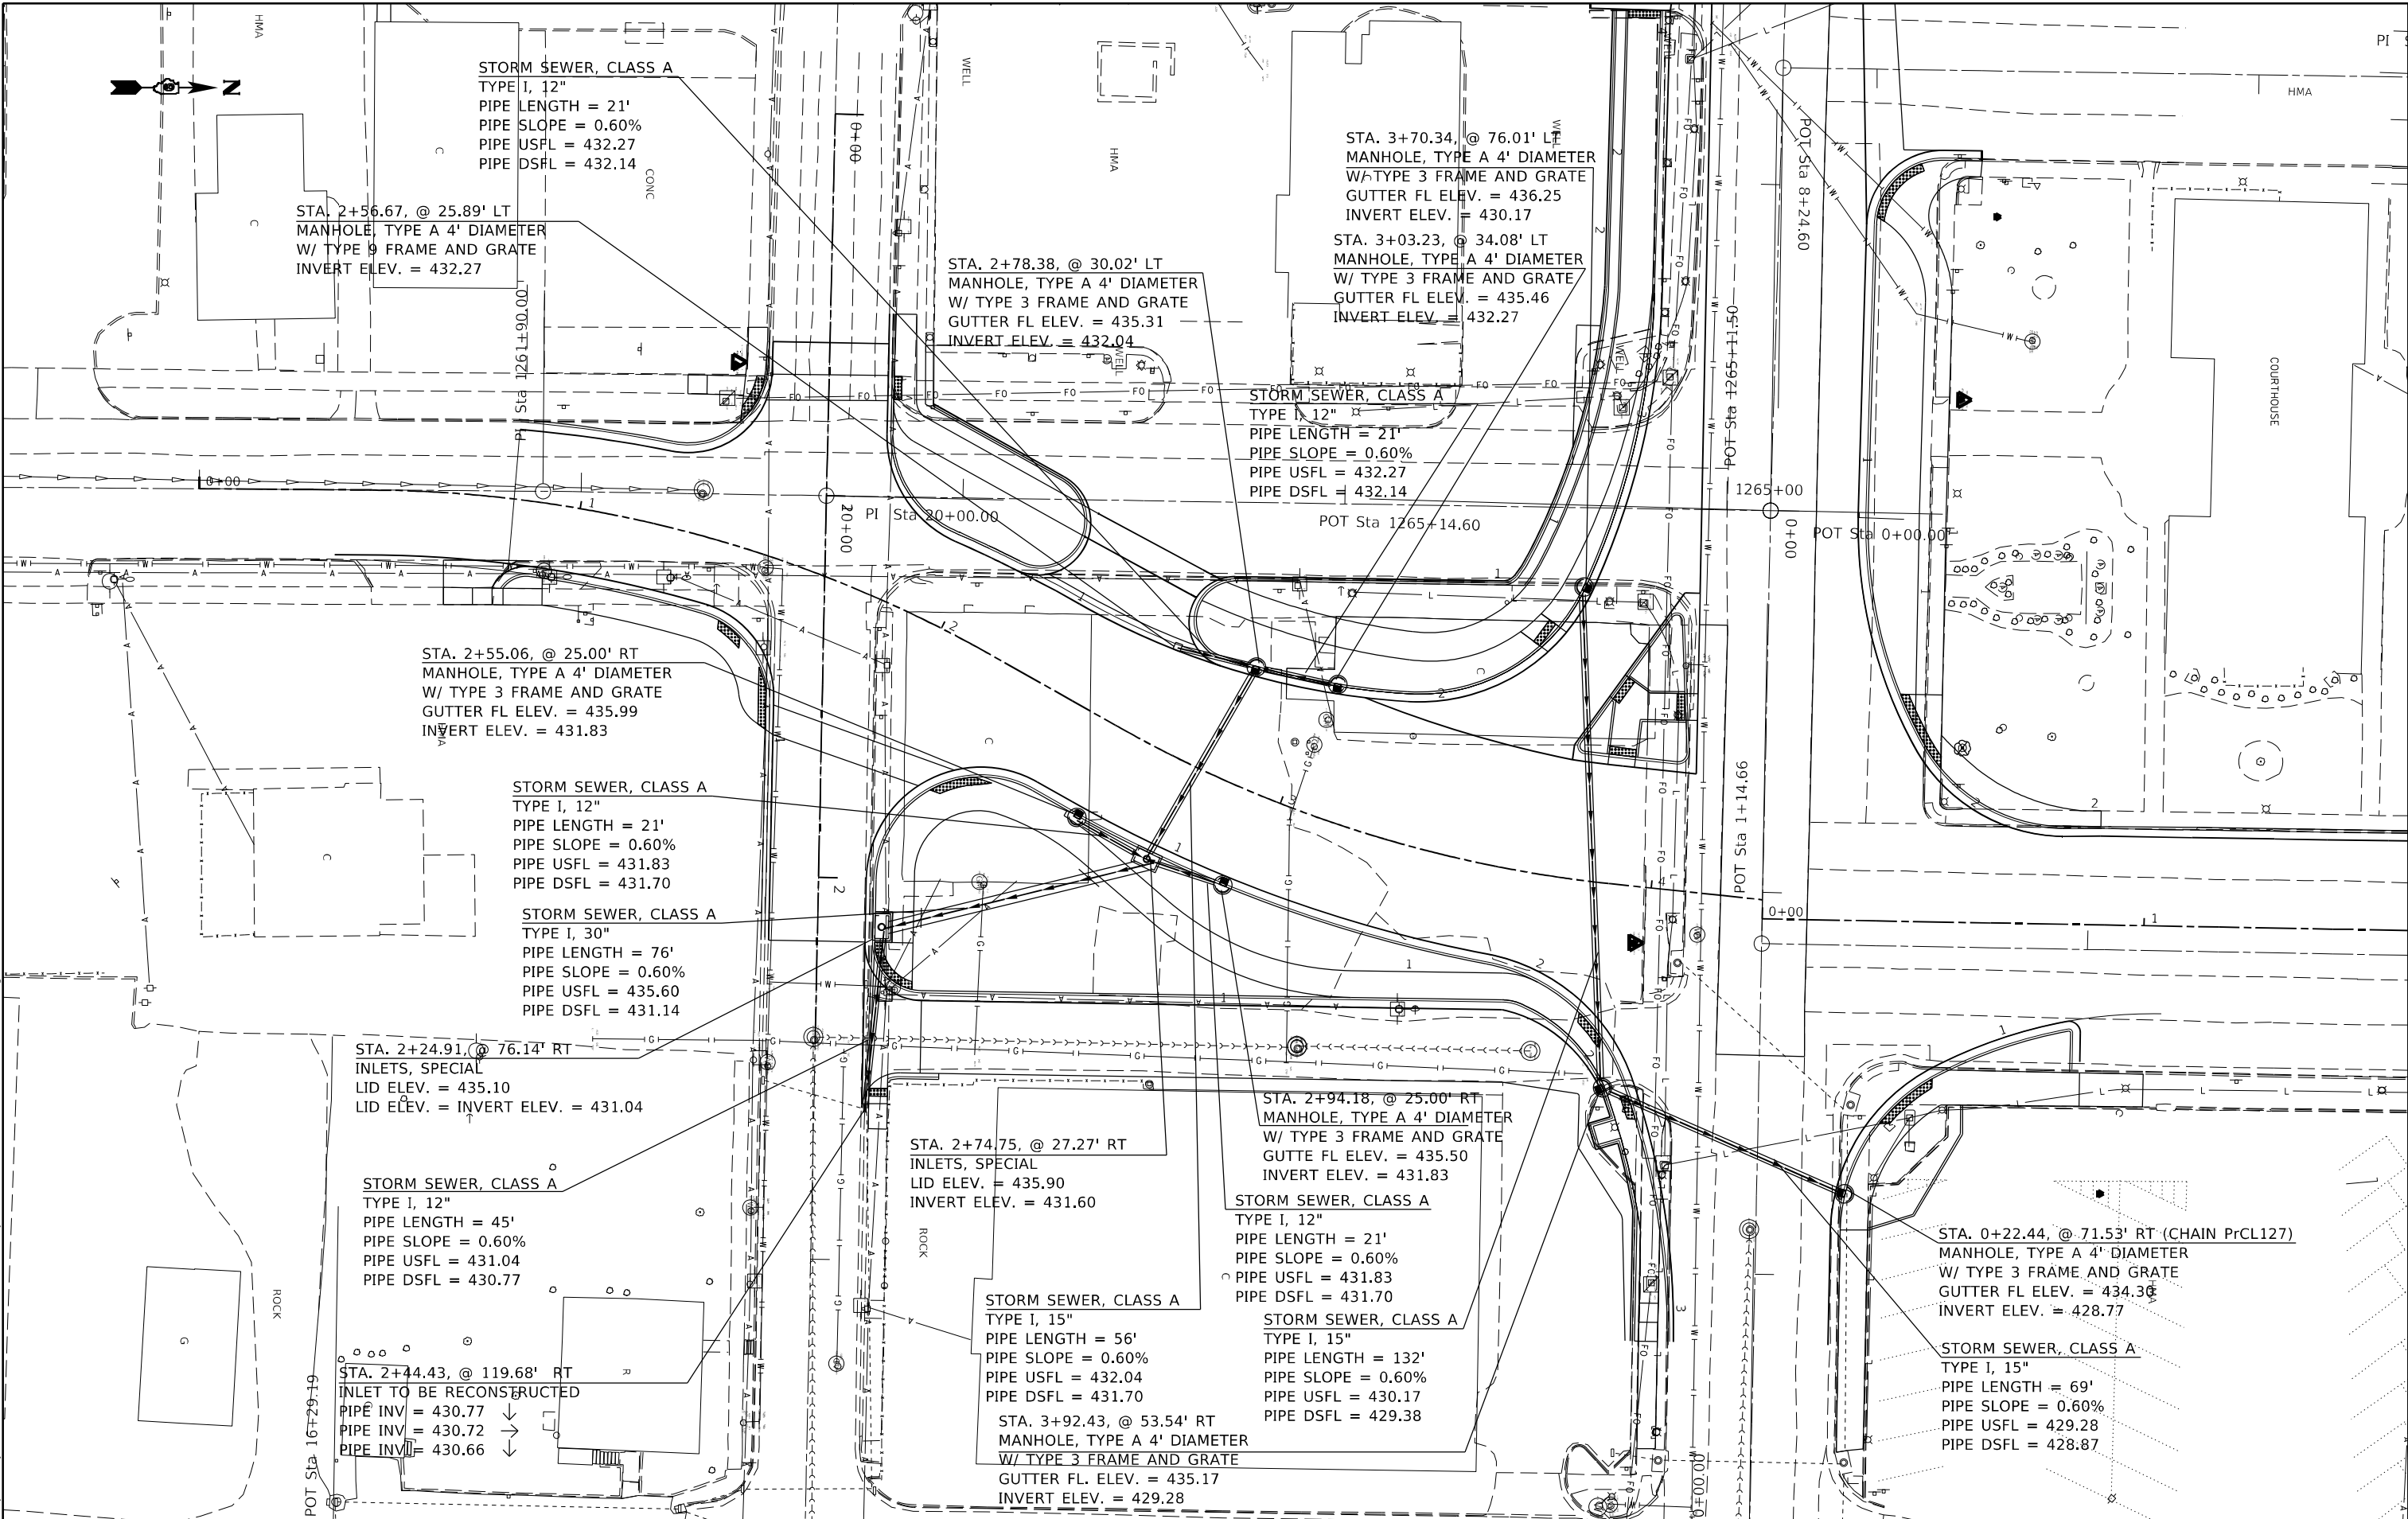 N
STORM SEWER, CLASS A
TYPE I, 12"
PIPE LENGTH = 21'
PIPE SLOPE = 0.60%
PIPE USFL = 432.27
PIPE DSFL = 432.14
STA. 2+56.67, @ 25.89' LT
MANHOLE, TYPE A 4' DIAMETER
W/ TYPE 9 FRAME AND GRATE
INVERT ELEV. = 432.27
STA. 2+78.38, @ 30.02' LT
MANHOLE, TYPE A 4' DIAMETER
W/ TYPE 3 FRAME AND GRATE
GUTTER FL ELEV. = 435.31
INVERT ELEV. = 432.04
STA. 3+70.34, @ 76.01' LT
MANHOLE, TYPE A 4' DIAMETER
W/ TYPE 3 FRAME AND GRATE
GUTTER FL ELEV. = 436.25
INVERT ELEV. = 430.17
STA. 3+03.23, @ 34.08' LT
MANHOLE, TYPE A 4' DIAMETER
W/ TYPE 3 FRAME AND GRATE
GUTTER FL ELEV. = 435.46
INVERT ELEV. = 432.27
STORM SEWER, CLASS A
TYPE I, 12"
PIPE LENGTH = 21'
PIPE SLOPE = 0.60%
PIPE USFL = 432.27
PIPE DSFL = 432.14
STA. 2+55.06, @ 25.00' RT
MANHOLE, TYPE A 4' DIAMETER
W/ TYPE 3 FRAME AND GRATE
GUTTER FL ELEV. = 435.99
INVERT ELEV. = 431.83
STORM SEWER, CLASS A
TYPE I, 12"
PIPE LENGTH = 21'
PIPE SLOPE = 0.60%
PIPE USFL = 431.83
PIPE DSFL = 431.70
STORM SEWER, CLASS A
TYPE I, 30"
PIPE LENGTH = 76'
PIPE SLOPE = 0.60%
PIPE USFL = 435.60
PIPE DSFL = 431.14
STA. 2+24.91, @ 76.14' RT
INLETS, SPECIAL
LID ELEV. = 435.10
LID ELEV. = INVERT ELEV. = 431.04
STORM SEWER, CLASS A
TYPE I, 12"
PIPE LENGTH = 45'
PIPE SLOPE = 0.60%
PIPE USFL = 431.04
PIPE DSFL = 430.77
STA. 2+44.43, @ 119.68' RT
INLET TO BE RECONSTRUCTED
PIPE INV = 430.77 ↓
PIPE INV = 430.72 →
PIPE INV = 430.66 ↓
STA. 2+74.75, @ 27.27' RT
INLETS, SPECIAL
LID ELEV. = 435.90
INVERT ELEV. = 431.60
STORM SEWER, CLASS A
TYPE I, 15"
PIPE LENGTH = 56'
PIPE SLOPE = 0.60%
PIPE USFL = 432.04
PIPE DSFL = 431.70
STA. 3+92.43, @ 53.54' RT
MANHOLE, TYPE A 4' DIAMETER
W/ TYPE 3 FRAME AND GRATE
GUTTER FL. ELEV. = 435.17
INVERT ELEV. = 429.28
STA. 2+94.18, @ 25.00' RT
MANHOLE, TYPE A 4' DIAMETER
W/ TYPE 3 FRAME AND GRATE
GUTTE FL ELEV. = 435.50
INVERT ELEV. = 431.83
STORM SEWER, CLASS A
TYPE I, 12"
PIPE LENGTH = 21'
PIPE SLOPE = 0.60%
PIPE USFL = 431.83
PIPE DSFL = 431.70
STORM SEWER, CLASS A
TYPE I, 15"
PIPE LENGTH = 132'
PIPE SLOPE = 0.60%
PIPE USFL = 430.17
PIPE DSFL = 429.38
STA. 0+22.44, @ 71.53' RT (CHAIN PrCL127)
MANHOLE, TYPE A 4' DIAMETER
W/ TYPE 3 FRAME AND GRATE
GUTTER FL ELEV. = 434.30
INVERT ELEV. = 428.77
STORM SEWER, CLASS A
TYPE I, 15"
PIPE LENGTH = 69'
PIPE SLOPE = 0.60%
PIPE USFL = 429.28
PIPE DSFL = 428.87
PI Sta 1261+90.00
PI Sta 20+00.00
20+00
POT Sta 1265+14.60
POT Sta 1265+11.50
POT Sta 8+24.60
1265+00
0+00
POT Sta 0+00.00
POT Sta 1+14.66
POT Sta 16+29.19
0+00
0+00
0+00
0+00.00
COURTHOUSE
HMA
HMA
HMA
CONC
WELL
WELL
WELL
WELL
ROCK
ROCK
PI